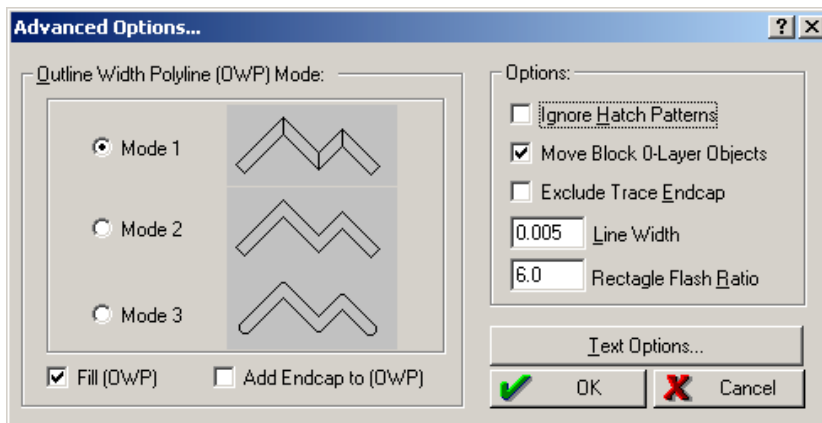 Advanced Options...
Outline Width Polyline (OWP) Mode:
Mode 1
Mode 2
Mode 3
Fill (OWP)
Add Endcap to (OWP)
Options:
Ignore Hatch Patterns
Move Block 0-Layer Objects
Exclude Trace Endcap
0.005 Line Width
6.0 Rectagle Flash Ratio
Text Options...
OK
Cancel